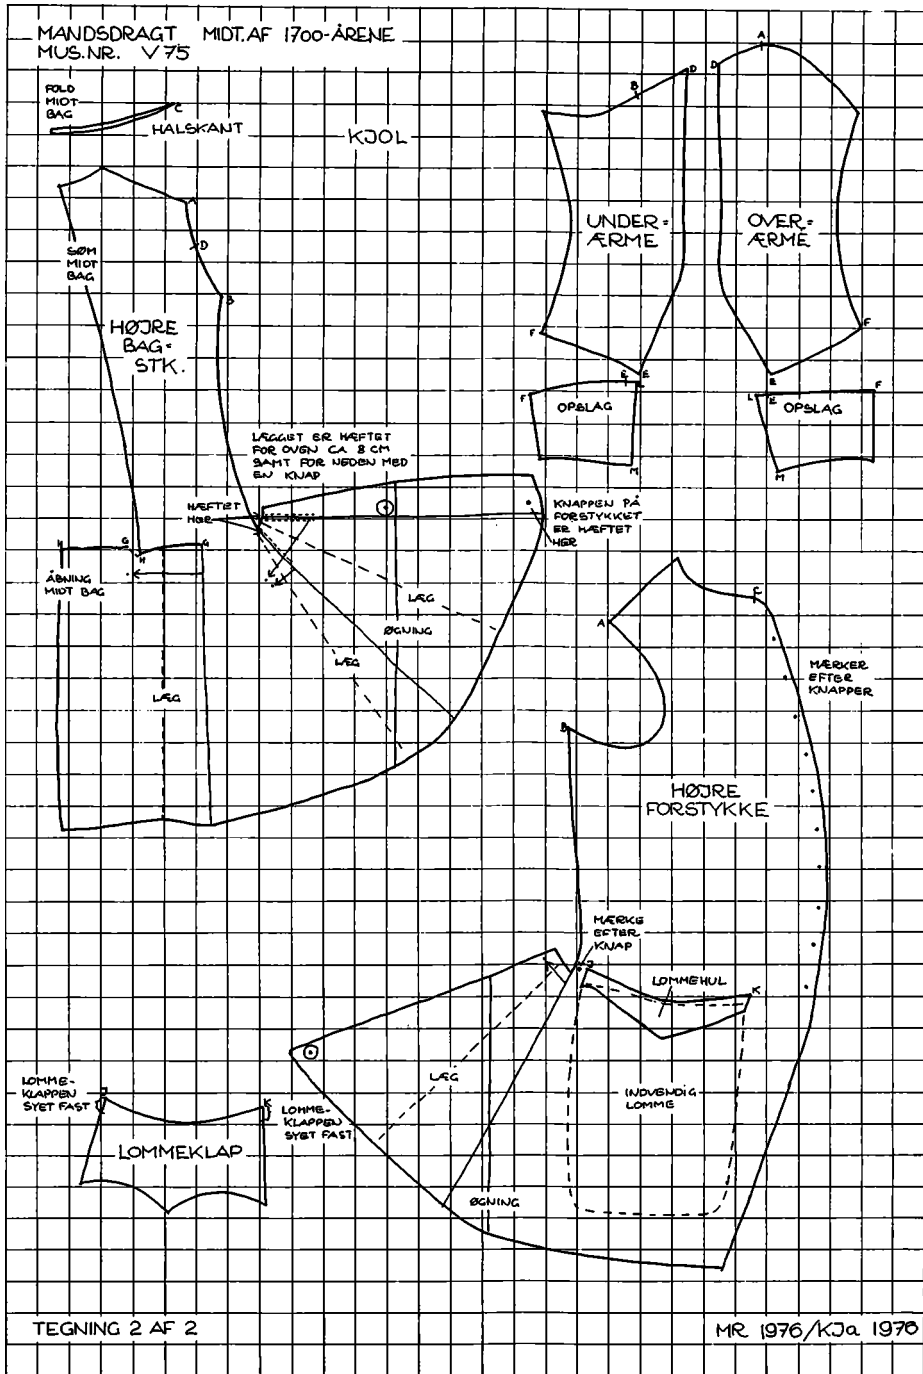 MANDSDRAGT MIDT.AF 1700-ÅRENE
MUS.NR. V 75
FOLD
MIDT
BAG
C
HALSKANT
KJOL
A
D
D
B
UNDER=
ÆRME
OVER=
ÆRME
F
E
E
F
A
D
B
SØM
MIDT
BAG
HØJRE
BAG=
STK.
F
E
L
OPSLAG
M
L
E
F
OPSLAG
M
LÆGGET ER HÆFTET
FOR OVEN CA 8 CM
SAMT FOR NEDEN MED
EN KNAP
HÆFTET
HER
KNAPPEN PÅ
FORSTYKKET
ER HÆFTET
HER
H
G
H
G
ÅBNING
MIDT BAG
LÆG
LÆG
ØGNING
LÆG
C
A
B
MÆRKER
EFTER
KNAPPER
HØJRE
FORSTYKKE
MÆRKE
EFTER
KNAP
J
LOMMEHUL
K
LÆG
INDVENDIG
LOMME
ØGNING
LOMME-
KLAPPEN
SYET FAST
J
K
LOMME-
KLAPPEN
SYET FAST
LOMMEKLAP
TEGNING 2 AF 2
MR 1976/KJa 1976